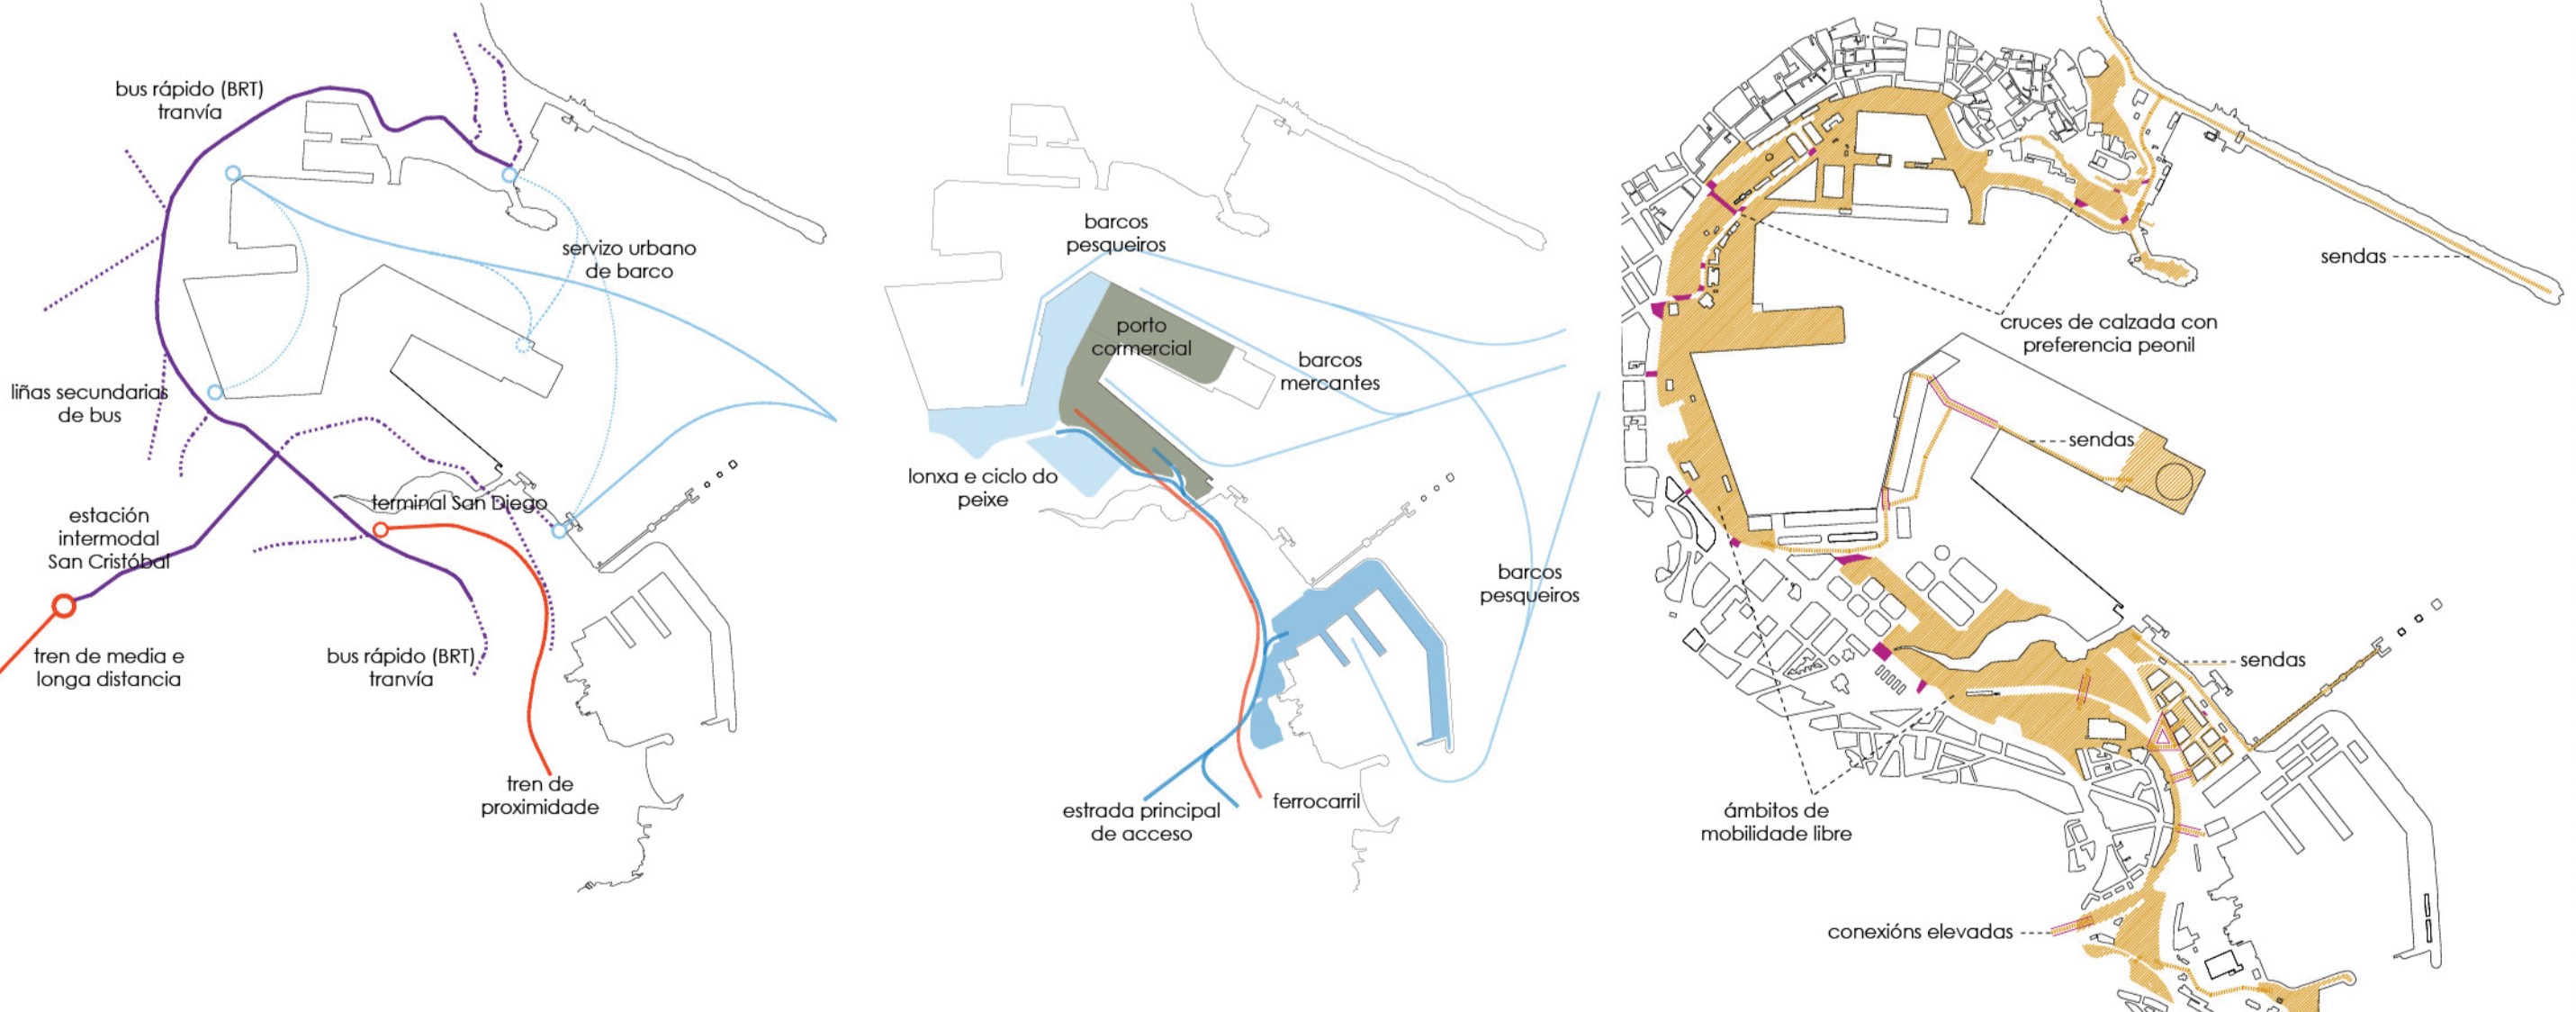 bus rápido (BRT)
tranvía
servizo urbano
de barco
liñas secundarias
de bus
terminal San Diego
estación
intermodal
San Cristóbal
tren de media e
longa distancia
bus rápido (BRT)
tranvía
tren de
proximidade
barcos
pesqueiros
porto
comercial
barcos
mercantes
lonxa e ciclo do
peixe
barcos
pesqueiros
estrada principal
de acceso
ferrocarril
sendas
cruces de calzada con
preferencia peonil
sendas
sendas
ámbitos de
mobilidade libre
conexións elevadas